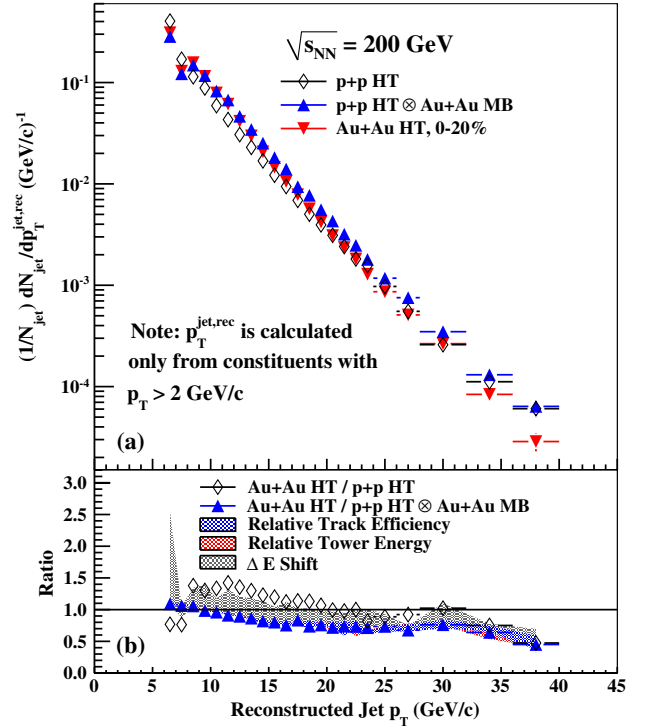 √s_NN = 200 GeV
p+p HT
p+p HT ⊗ Au+Au MB
Au+Au HT, 0-20%
(1/N_jet) dN_jet/dp_T^jet,rec (GeV/c)^-1
10^-1
10^-2
10^-3
10^-4
Note: p_T^jet,rec is calculated
only from constituents with
p_T > 2 GeV/c
(a)
Au+Au HT / p+p HT
Au+Au HT / p+p HT ⊗ Au+Au MB
Relative Track Efficiency
Relative Tower Energy
Δ E Shift
Ratio
3.0
2.5
2.0
1.5
1.0
0.5
0.0
(b)
0 5 10 15 20 25 30 35 40 45
Reconstructed Jet p_T (GeV/c)